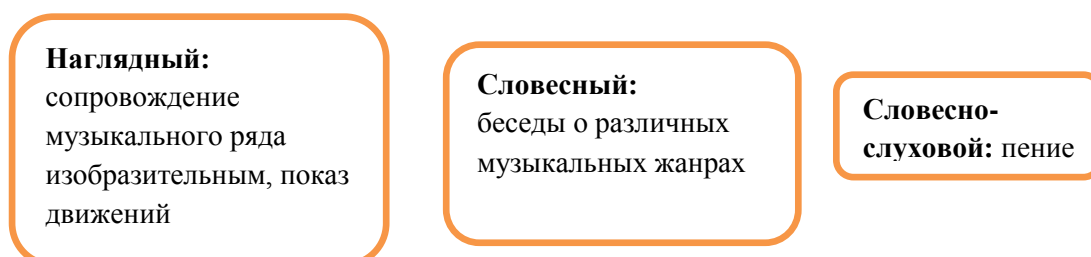 Наглядный:
сопровождение
музыкального ряда
изобразительным, показ
движений
Словесный:
беседы о различных
музыкальных жанрах
Словесно-
слуховой: пение